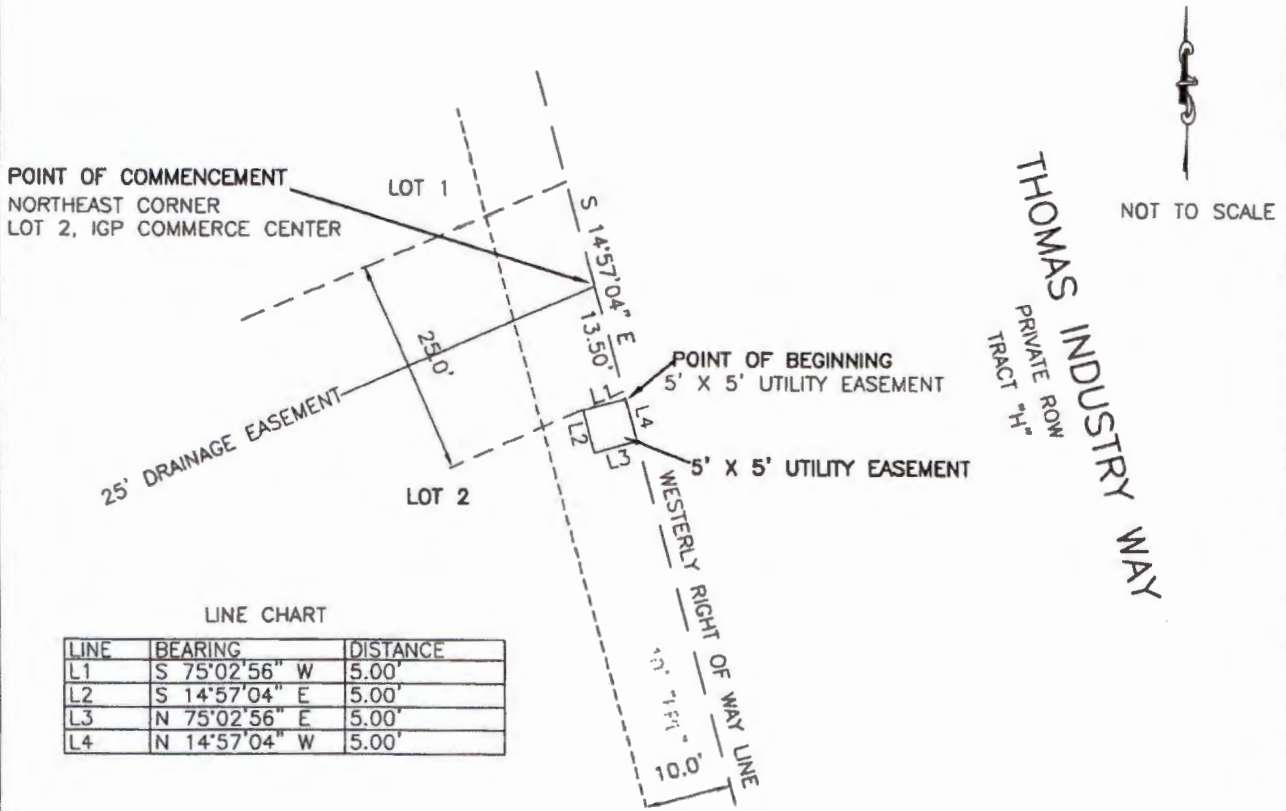 POINT OF COMMENCEMENT
NORTHEAST CORNER
LOT 2, IGP COMMERCE CENTER
LOT 1
S 14°57'04" E
13.50'
25.0'
25' DRAINAGE EASEMENT
LOT 2
POINT OF BEGINNING
5' X 5' UTILITY EASEMENT
L1
L2
L3
L4
5' X 5' UTILITY EASEMENT
WESTERLY RIGHT OF WAY LINE
10'
10.0'
THOMAS INDUSTRY WAY
PRIVATE ROW
TRACT "H"
NOT TO SCALE
LINE CHART
LINE BEARING DISTANCE
L1 S 75°02'56" W 5.00'
L2 S 14°57'04" E 5.00'
L3 N 75°02'56" E 5.00'
L4 N 14°57'04" W 5.00'